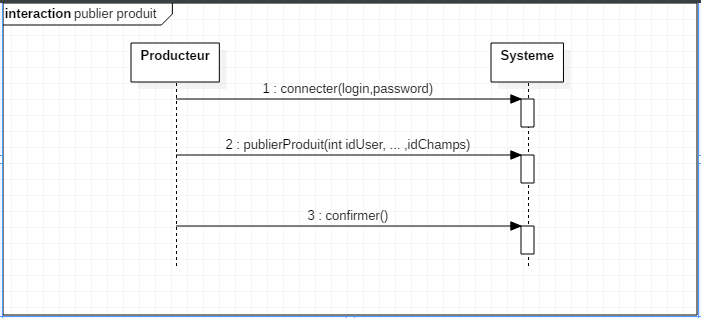 interaction publier produit
Producteur
Systeme
1 : connecter(login,password)
2 : publierProduit(int idUser, ... ,idChamps)
3 : confirmer()